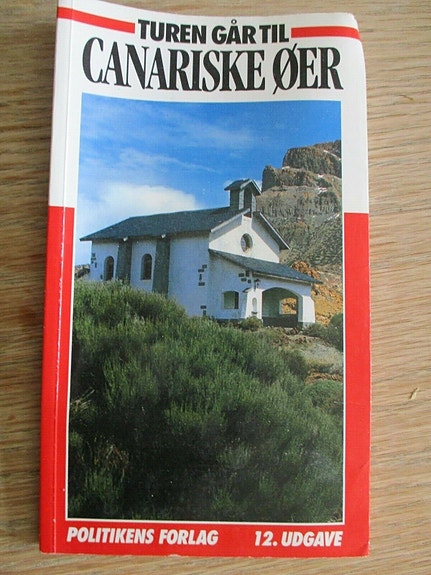 TUREN GÅR TIL
CANARISKE ØER
POLITIKENS FORLAG 12. UDGAVE